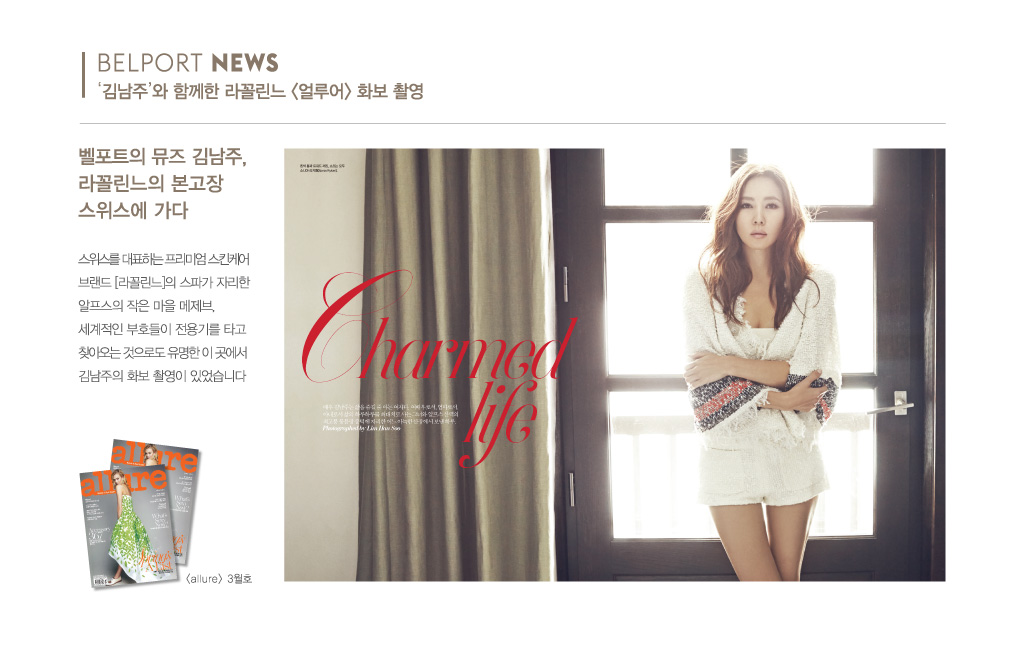 BELPORT NEWS
‘김남주’와 함께한 라꼴린느 <얼루어> 화보 촬영
벨포트의 뮤즈 김남주,
라꼴린느의 본고장
스위스에 가다
스위스를 대표하는 프리미엄 스킨케어
브랜드 [라꼴린느]의 스파가 자리한
알프스의 작은 마을 메제브,
세계적인 부호들이 전용기를 타고
찾아오는 것으로도 유명한 이 곳에서
김남주의 화보 촬영이 있었습니다
Charmed
life
Photographed by Lim Han Soo
allure
allure
<allure> 3월호